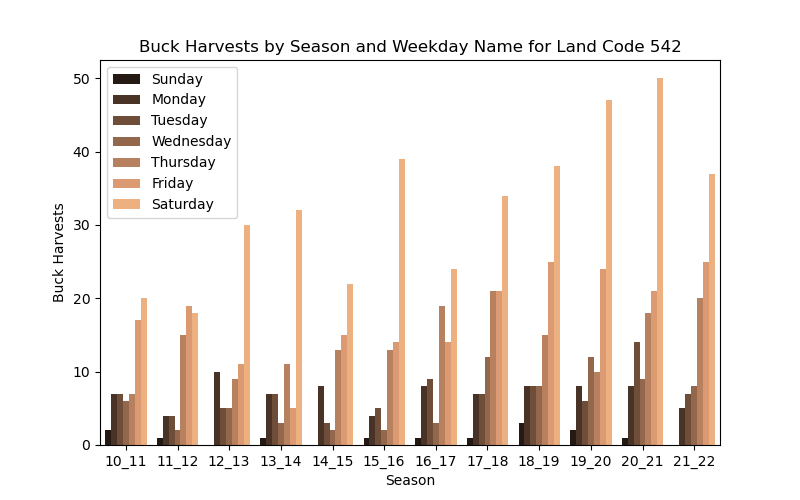 Buck Harvests by Season and Weekday Name for Land Code 542
Sunday
Monday
Tuesday
Wednesday
Thursday
Friday
Saturday
50
40
30
20
10
0
Buck Harvests
10_11 11_12 12_13 13_14 14_15 15_16 16_17 17_18 18_19 19_20 20_21 21_22
Season